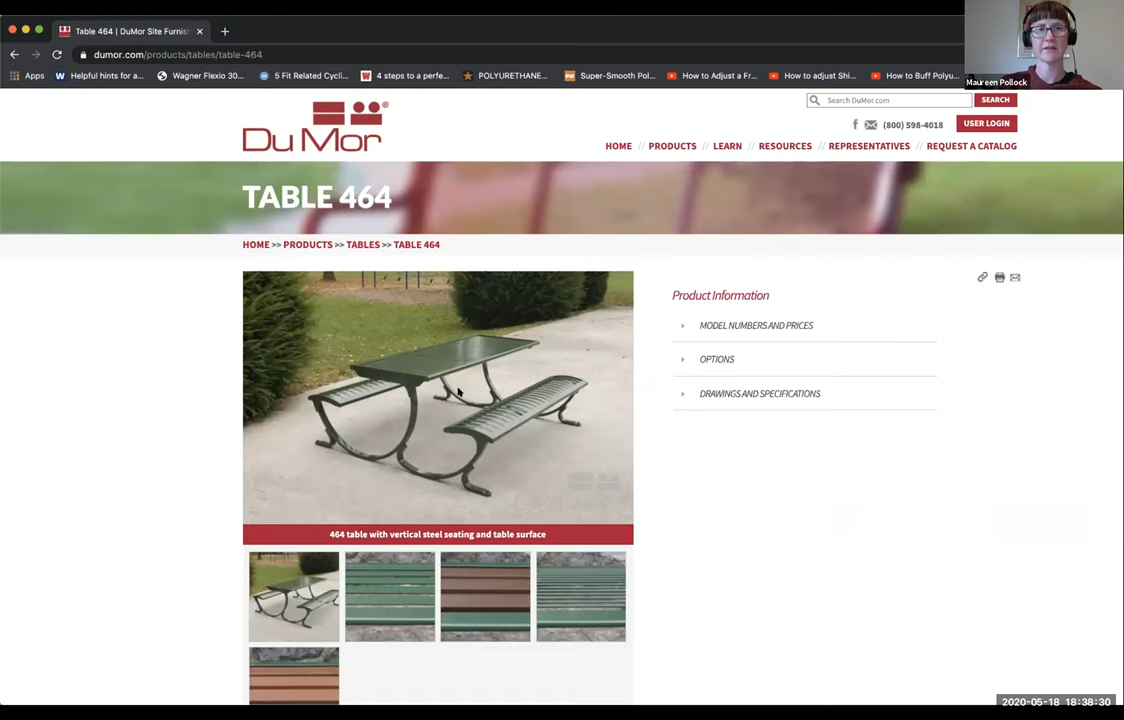 Table 464 | DuMor Site Furnist
dumor.com/products/tables/table-464
Apps
Helpful hints for a...
Wagner Flexio 30...
5 Fit Related Cycli...
4 steps to a perfe...
POLYURETHANE...
Super-Smooth Pol...
How to Adjust a Fr...
How to adjust Shi...
How to Buff Polyu...
Maureen Pollock
DuMor®
Search DuMor.com
SEARCH
(800) 598-4018
USER LOGIN
HOME // PRODUCTS // LEARN // RESOURCES // REPRESENTATIVES // REQUEST A CATALOG
TABLE 464
HOME >> PRODUCTS >> TABLES >> TABLE 464
Product Information
MODEL NUMBERS AND PRICES
OPTIONS
DRAWINGS AND SPECIFICATIONS
464 table with vertical steel seating and table surface
2020-05-18 18:38:30